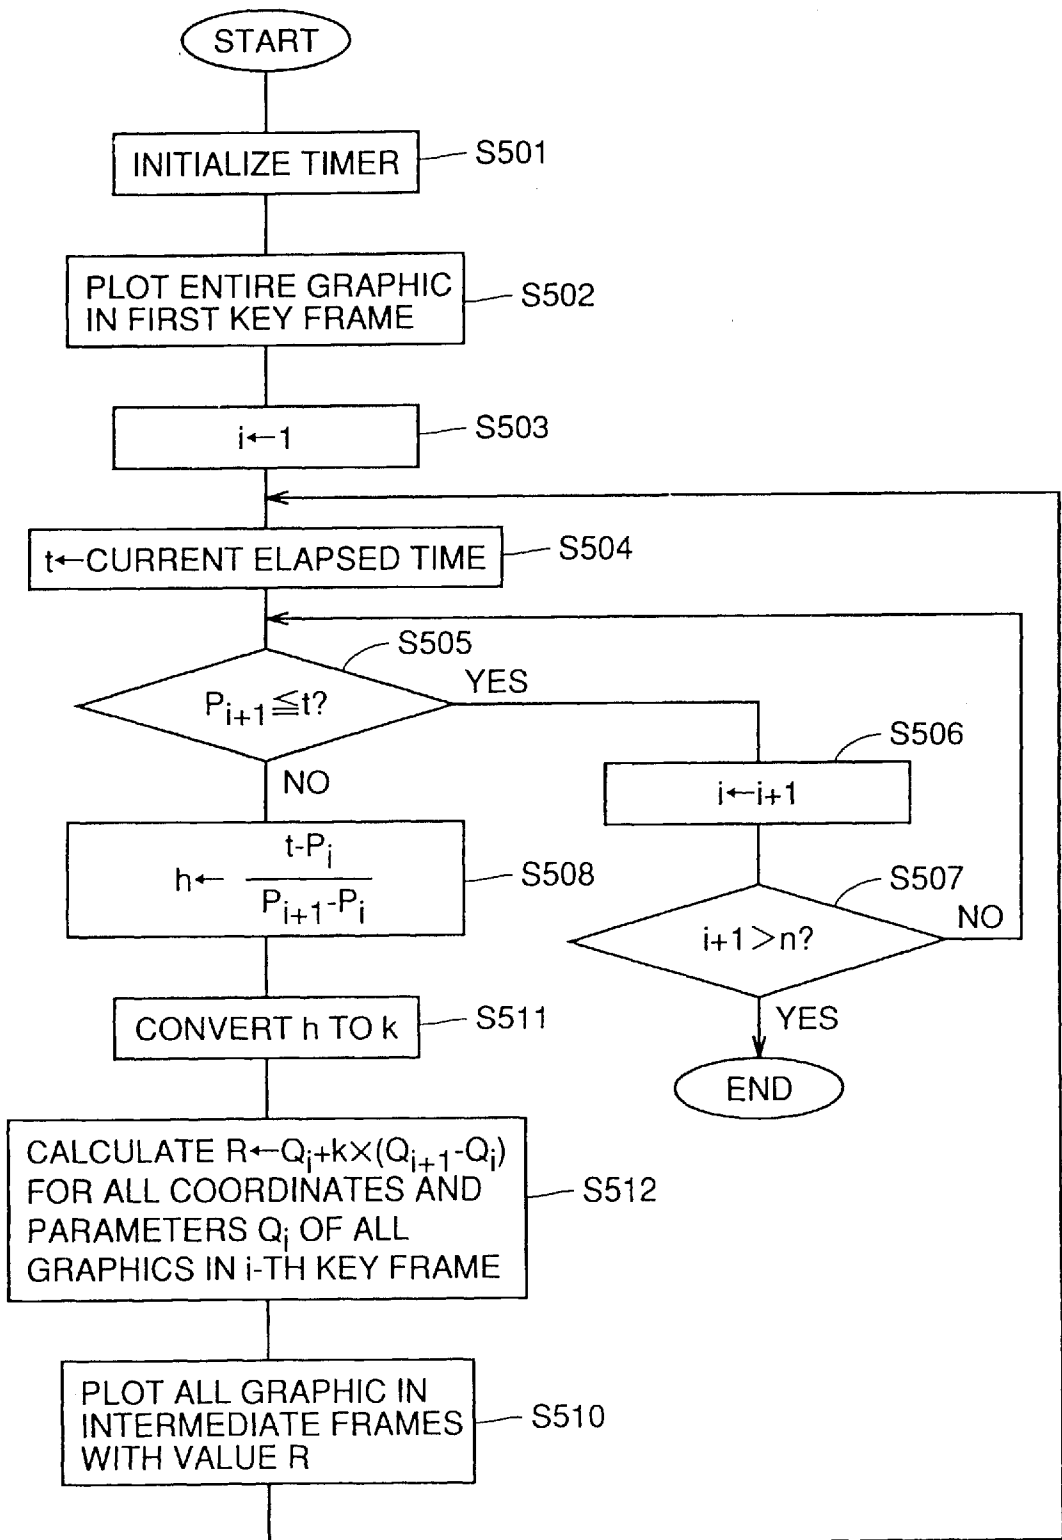 START
INITIALIZE TIMER
S501
PLOT ENTIRE GRAPHIC
IN FIRST KEY FRAME
S502
i←1
S503
t←CURRENT ELAPSED TIME
S504
S505
P_{i+1}≦t?
YES
NO
S506
i←i+1
S507
i+1>n?
NO
YES
END
t-P_i
h←
P_{i+1}-P_i
S508
CONVERT h TO k
S511
CALCULATE R←Q_i+k×(Q_{i+1}-Q_i)
FOR ALL COORDINATES AND
PARAMETERS Q_i OF ALL
GRAPHICS IN i-TH KEY FRAME
S512
PLOT ALL GRAPHIC IN
INTERMEDIATE FRAMES
WITH VALUE R
S510